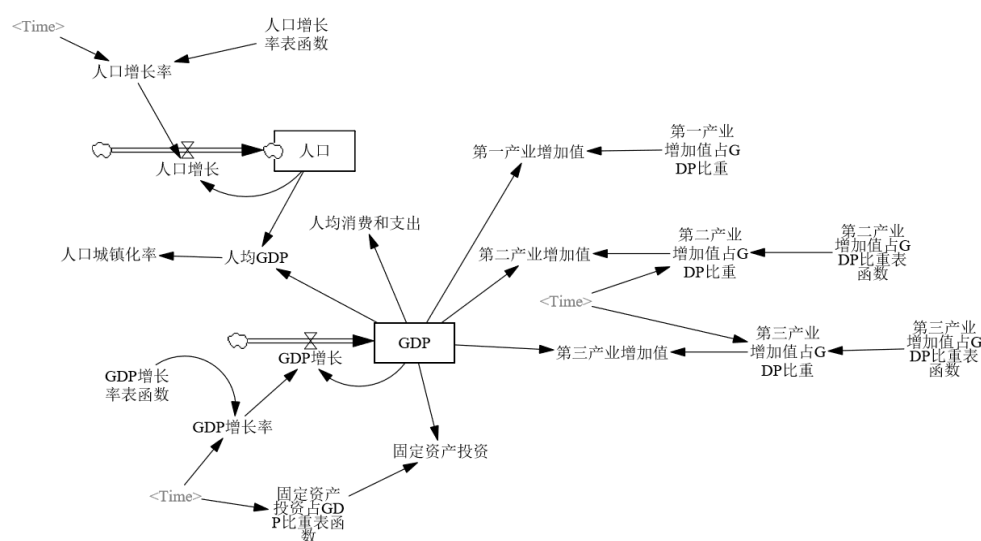 <Time>
人口增长
率表函数
人口增长率
人口
人口增长
第一产业增加值
第一产业
增加值占G
DP比重
人均消费和支出
人口城镇化率
人均GDP
第二产业增加值
第二产业
增加值占G
DP比重
第二产业
增加值占G
DP比重表
函数
<Time>
GDP增长
GDP
第三产业增加值
第三产业
增加值占G
DP比重
第三产业
增加值占G
DP比重表
函数
GDP增长
率表函数
GDP增长率
固定资产投资
<Time>
固定资产
投资占GD
P比重表函
数